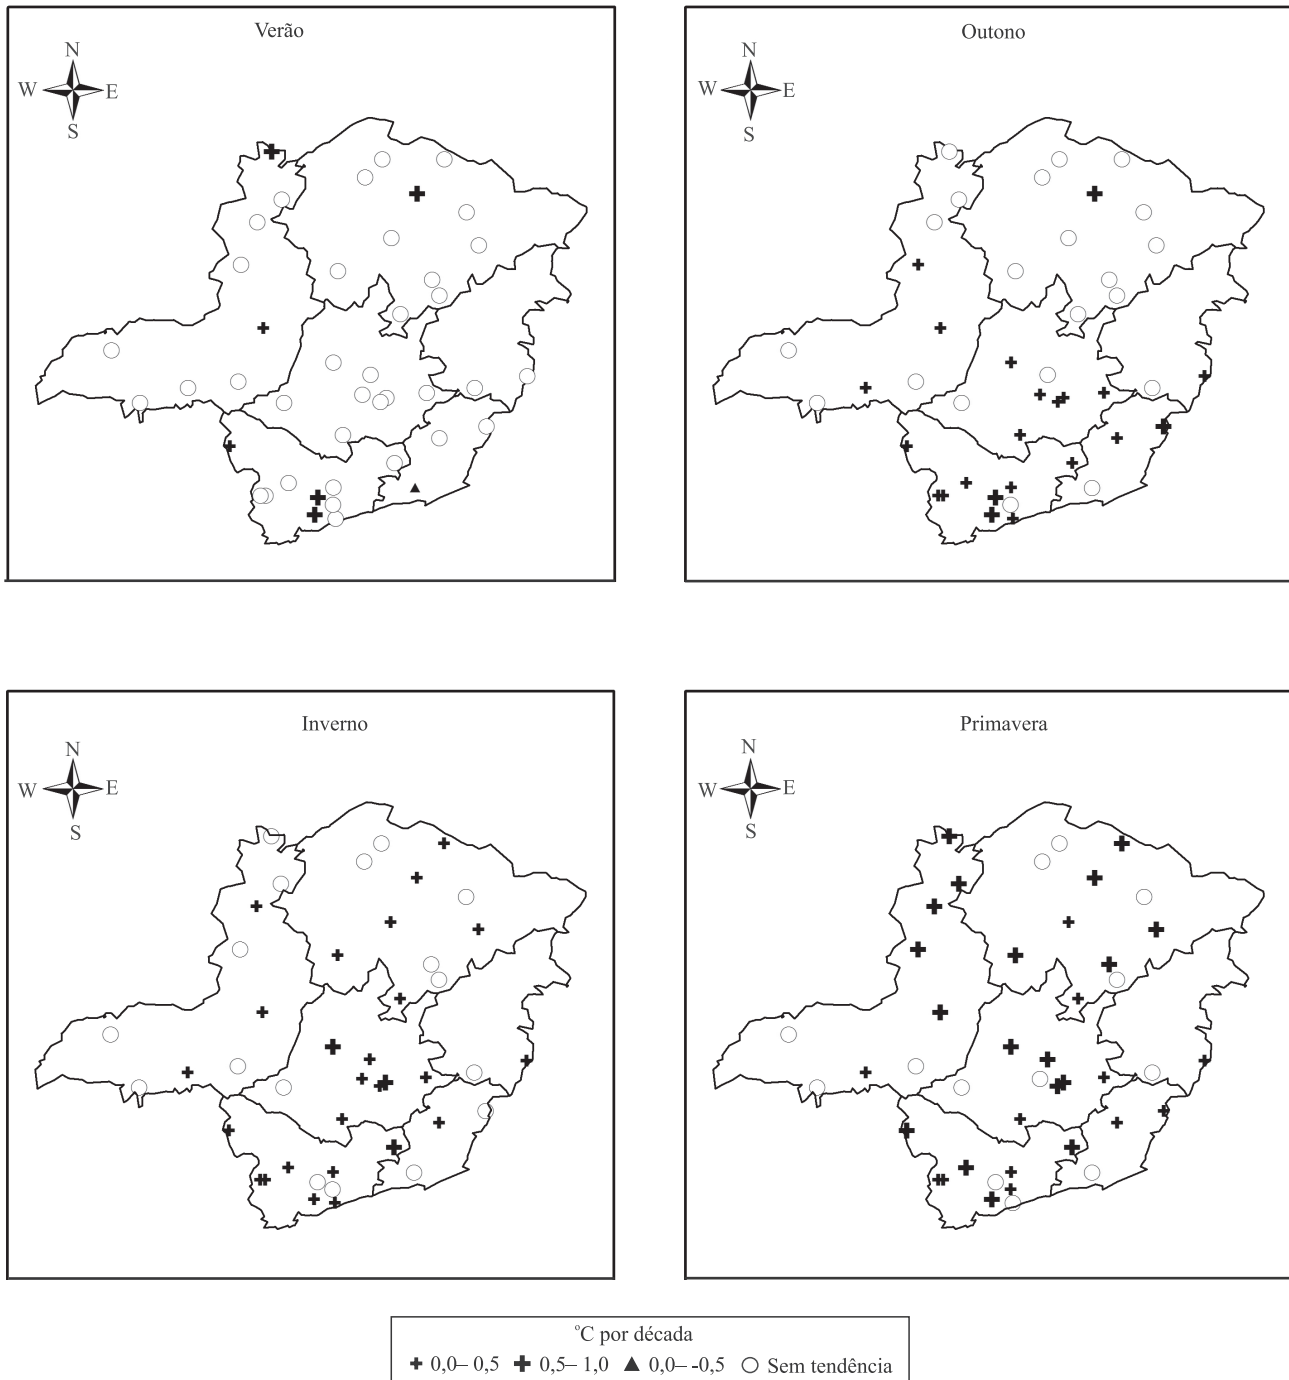 Verão
N
W E
S
Outono
N
W E
S
Inverno
N
W E
S
Primavera
N
W E
S
°C por década
0,0– 0,5 0,5– 1,0 0,0– -0,5 Sem tendência